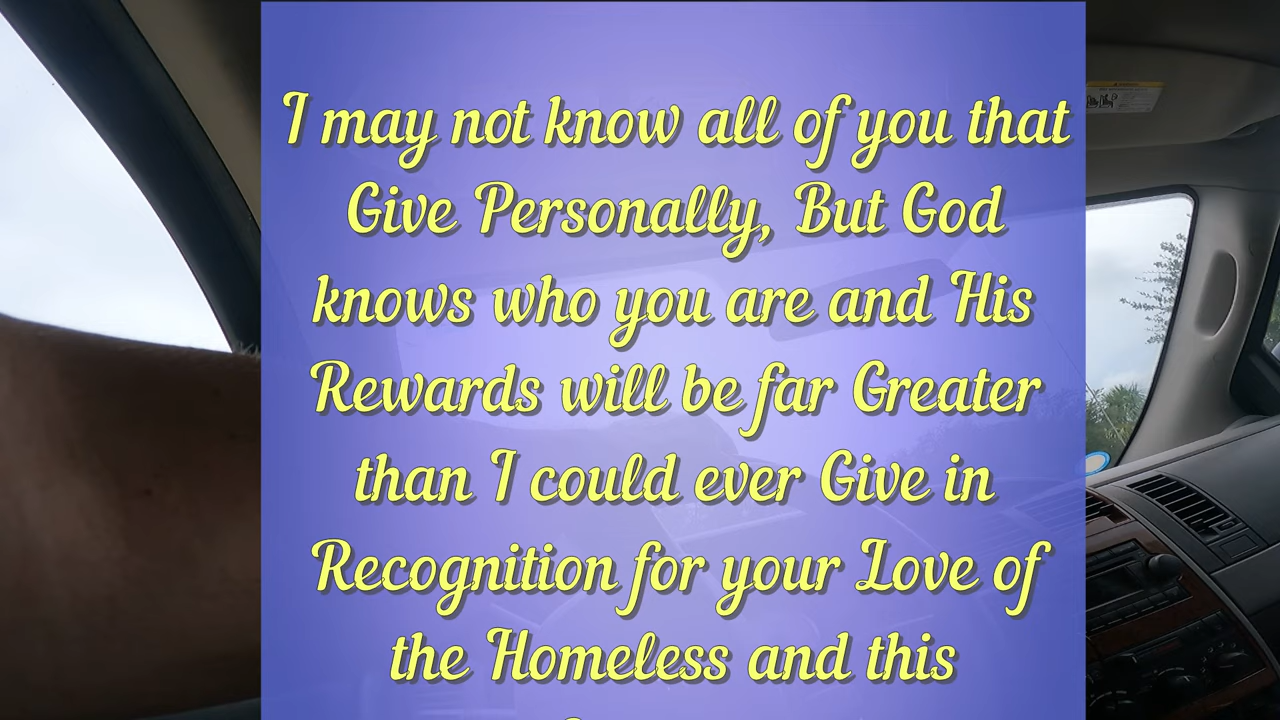 I may not know all of you that
Give Personally, But God
knows who you are and His
Rewards will be far Greater
than I could ever Give in
Recognition for your Love of
the Homeless and this